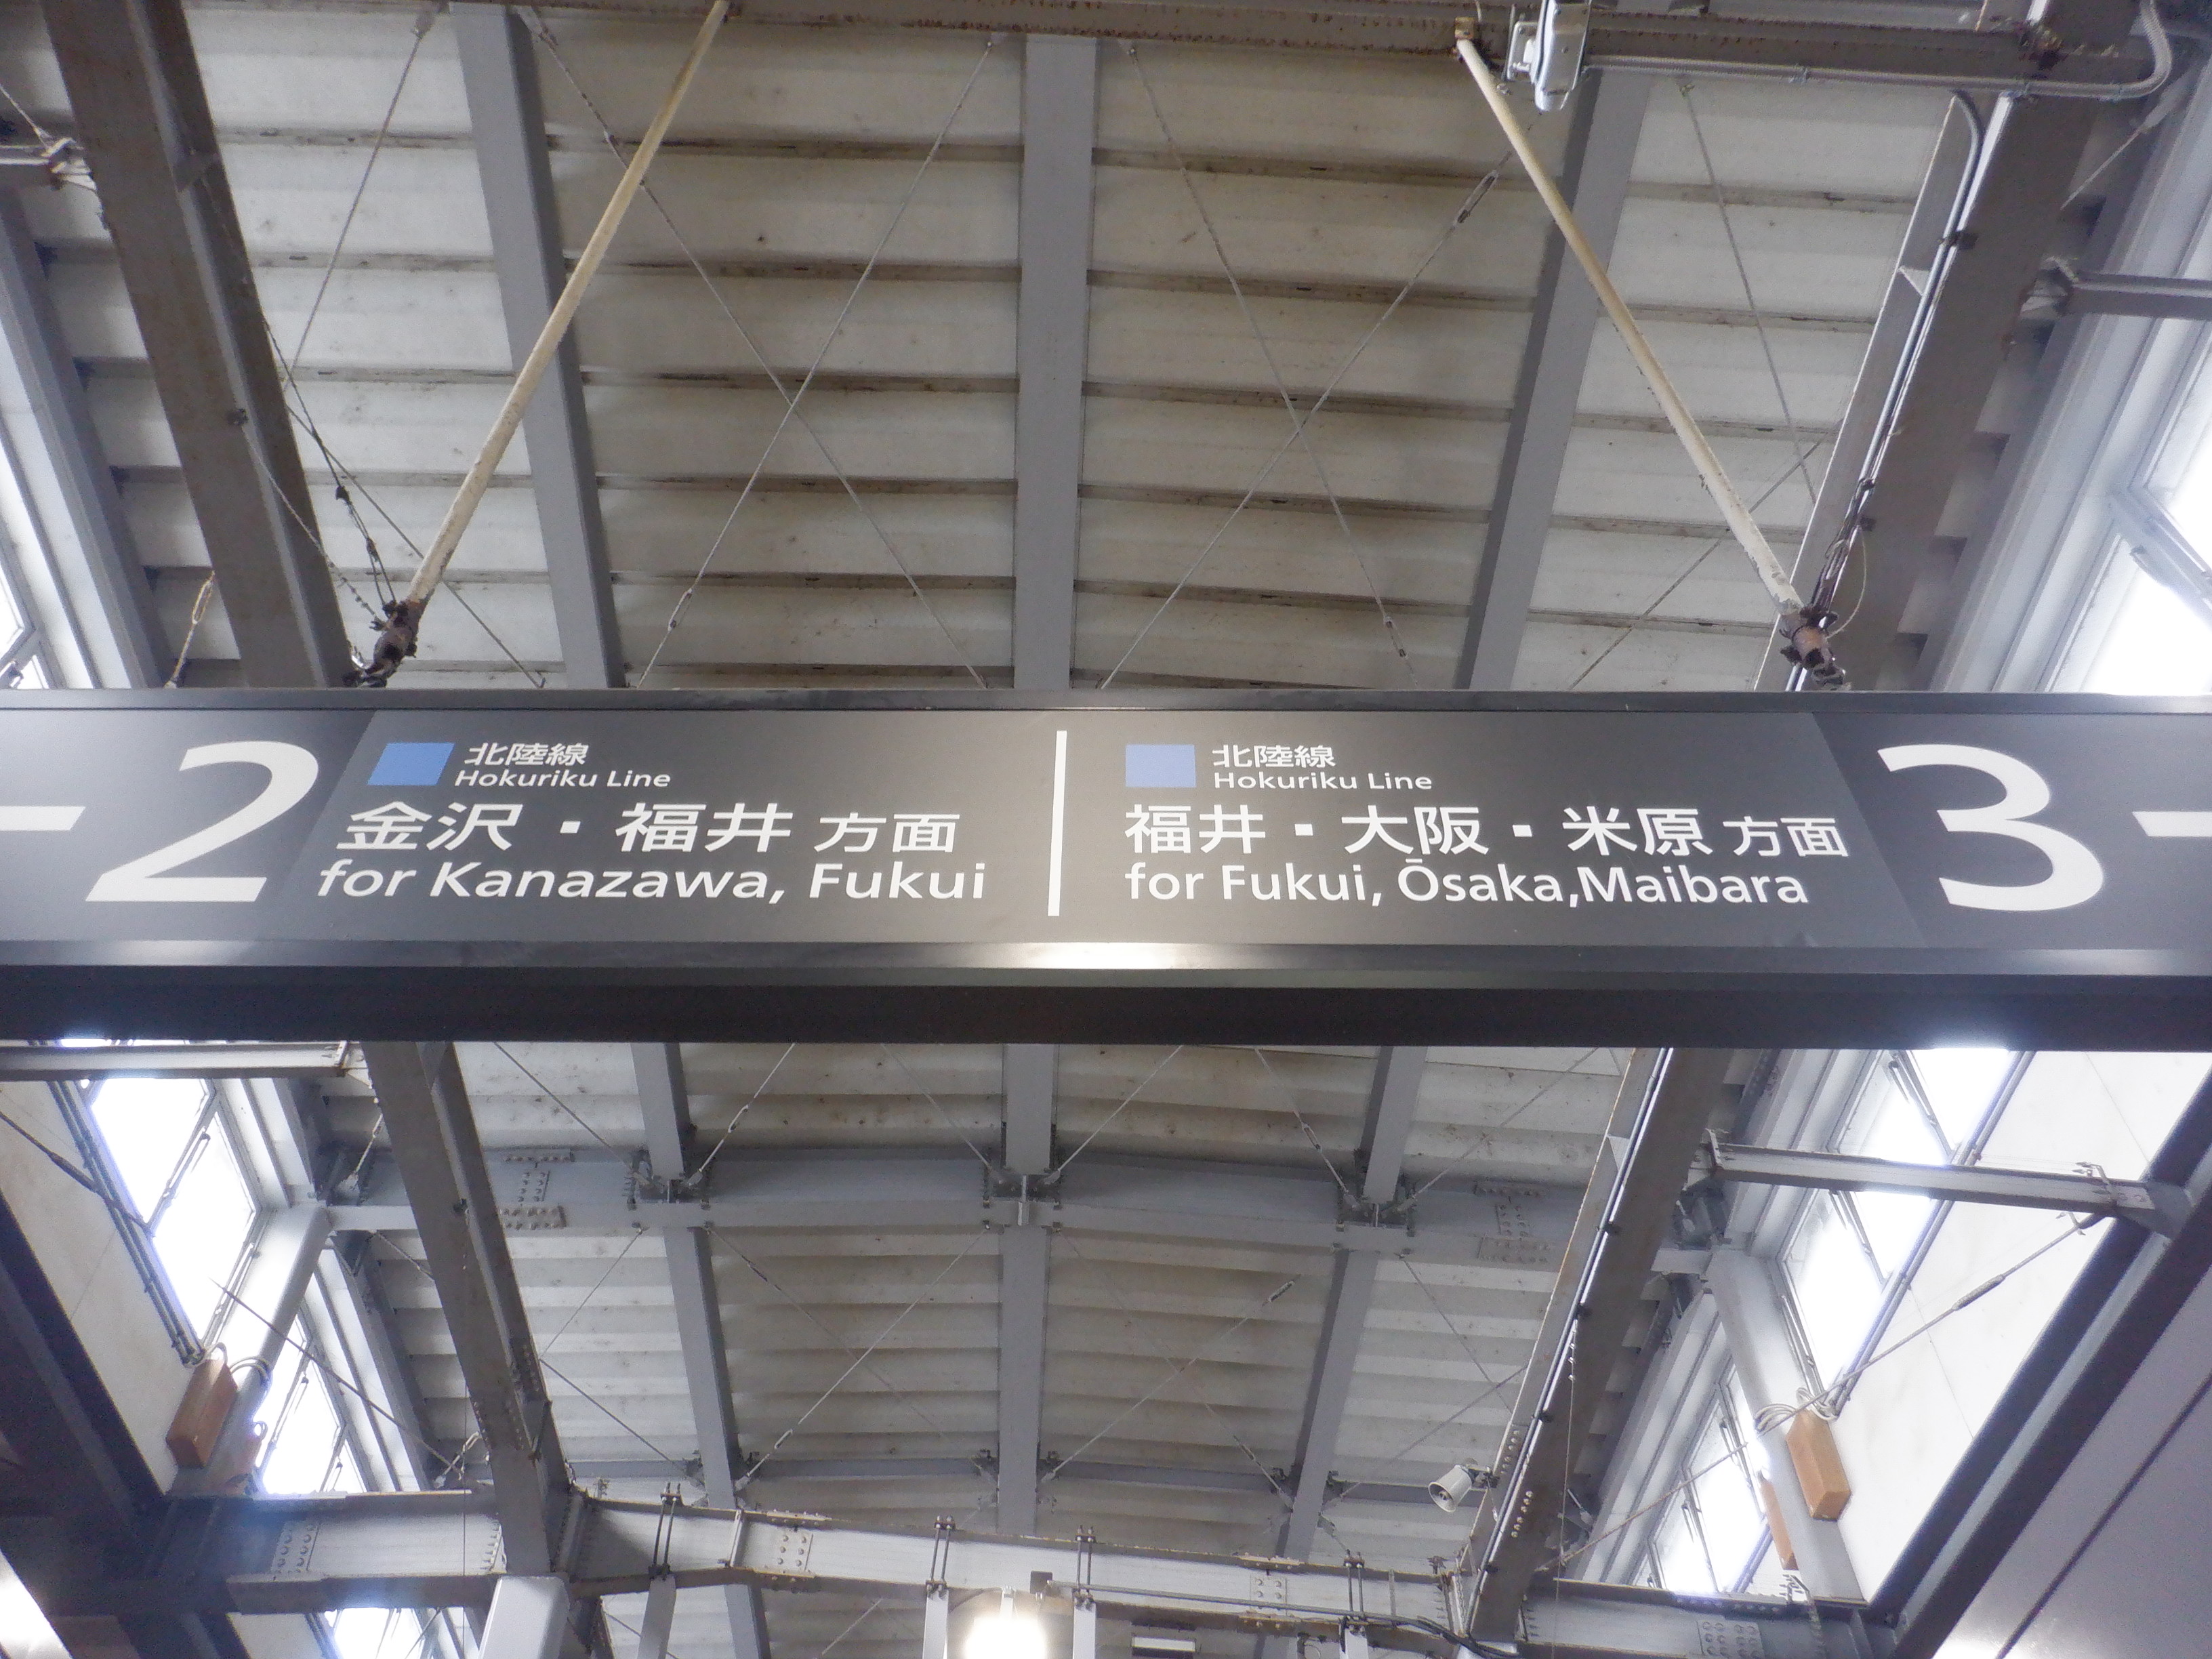 2
北陸線
Hokuriku Line
金沢・福井 方面
for Kanazawa, Fukui
北陸線
Hokuriku Line
福井・大阪・米原 方面
for Fukui, Ōsaka,Maibara
3